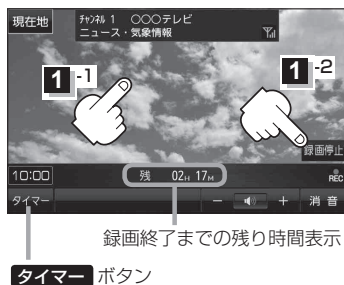 現在地
チャンネル 1 ○○○テレビ
ニュース・気象情報
1 -1
1 -2
録画停止
10:00
残 02H 17M
REC
タイマー
− + 消 音
録画終了までの残り時間表示
タイマー ボタン